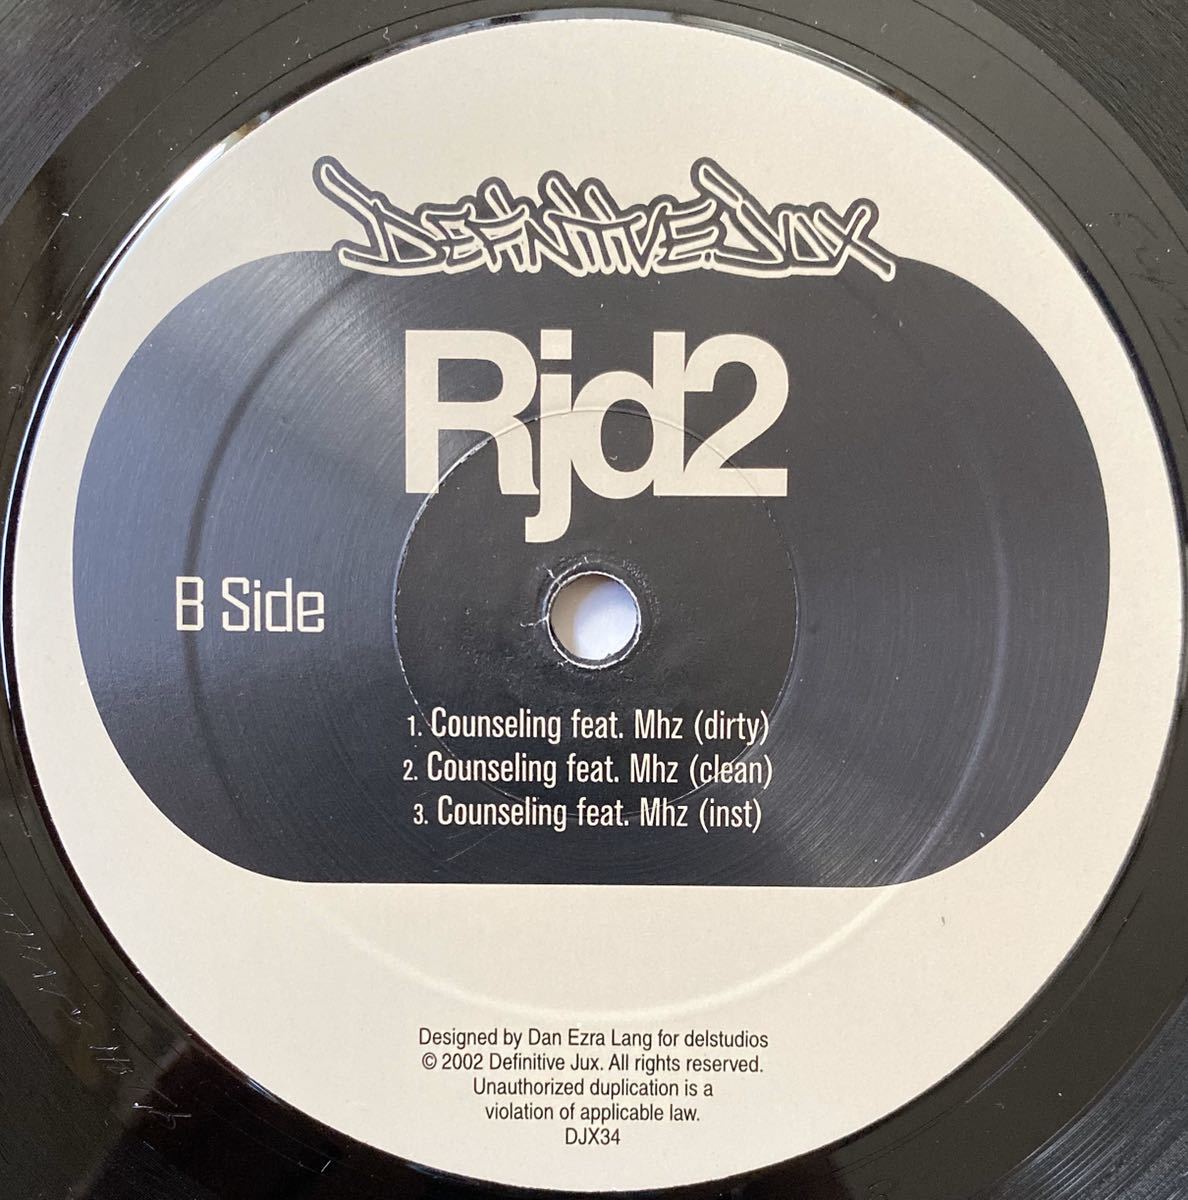 DEFINITIVE JUX
Rjd2
B Side
1. Counseling feat. Mhz (dirty)
2. Counseling feat. Mhz (clean)
3. Counseling feat. Mhz (inst)
Designed by Dan Ezra Lang for delstudios
© 2002 Definitive Jux. All rights reserved.
Unauthorized duplication is a
violation of applicable law.
DJX34